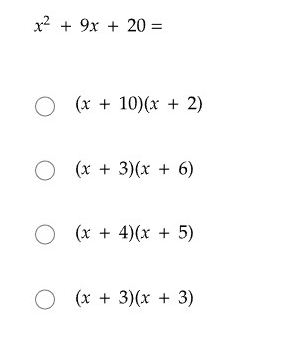 x² + 9x + 20 =
(x + 10)(x + 2)
(x + 3)(x + 6)
(x + 4)(x + 5)
(x + 3)(x + 3)